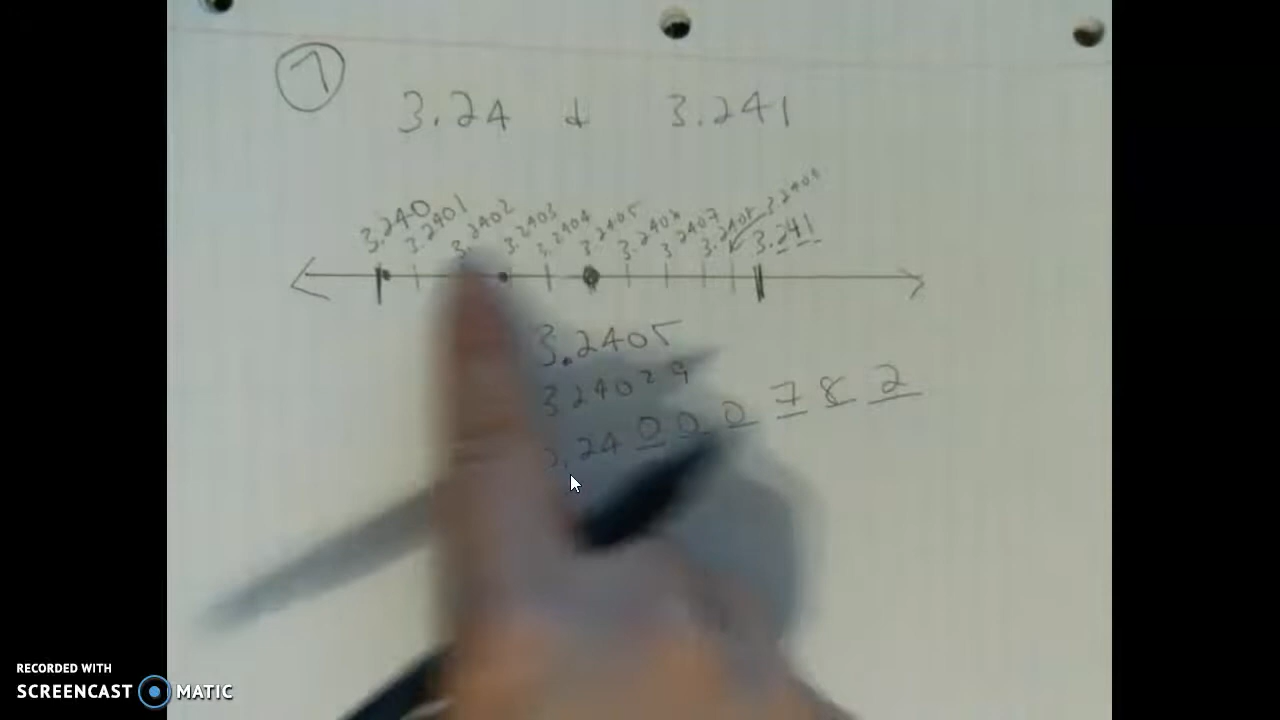 7
3.24 & 3.241
3.240 3.2401 3.2402 3.2403 3.2404 3.2405 3.2406 3.2407 3.2408 3.2409 3.241
3.2405
3 24029
3.24 0 0 0 7 8 2
RECORDED WITH
SCREENCAST MATIC